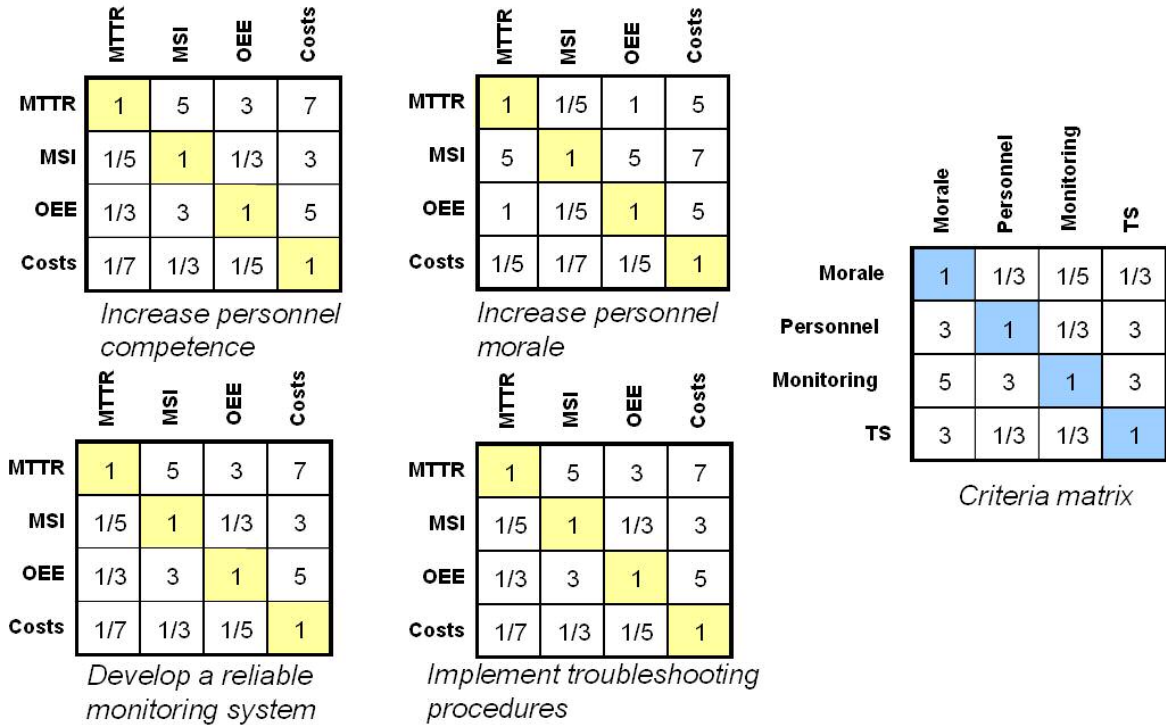 MTTR MSI OEE Costs
MTTR 1 5 3 7
MSI 1/5 1 1/3 3
OEE 1/3 3 1 5
Costs 1/7 1/3 1/5 1
Increase personnel
competence
MTTR MSI OEE Costs
MTTR 1 1/5 1 5
MSI 5 1 5 7
OEE 1 1/5 1 5
Costs 1/5 1/7 1/5 1
Increase personnel
morale
MTTR MSI OEE Costs
MTTR 1 5 3 7
MSI 1/5 1 1/3 3
OEE 1/3 3 1 5
Costs 1/7 1/3 1/5 1
Develop a reliable
monitoring system
MTTR MSI OEE Costs
MTTR 1 5 3 7
MSI 1/5 1 1/3 3
OEE 1/3 3 1 5
Costs 1/7 1/3 1/5 1
Implement troubleshooting
procedures
Morale Personnel Monitoring TS
Morale 1 1/3 1/5 1/3
Personnel 3 1 1/3 3
Monitoring 5 3 1 3
TS 3 1/3 1/3 1
Criteria matrix